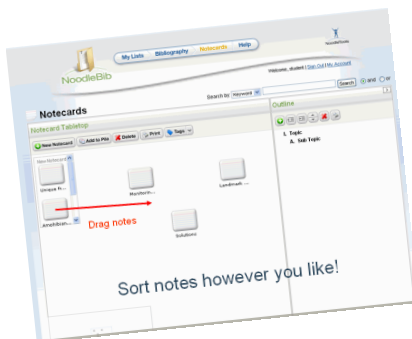 My Lists Bibliography Notecards Help
NoodleTools
NoodleBib
Welcome, student | Sign Out | My Account
Notecards
Search by Keyword Search and or
Notecard Tabletop
Outline
New Notecard Add to Pile Delete Print Tags
New Notecard
I. Topic
A. Sub Topic
Unique H...
Monitorin...
Landmark ...
Amphibian...
Drag notes
Solutions
Sort notes however you like!